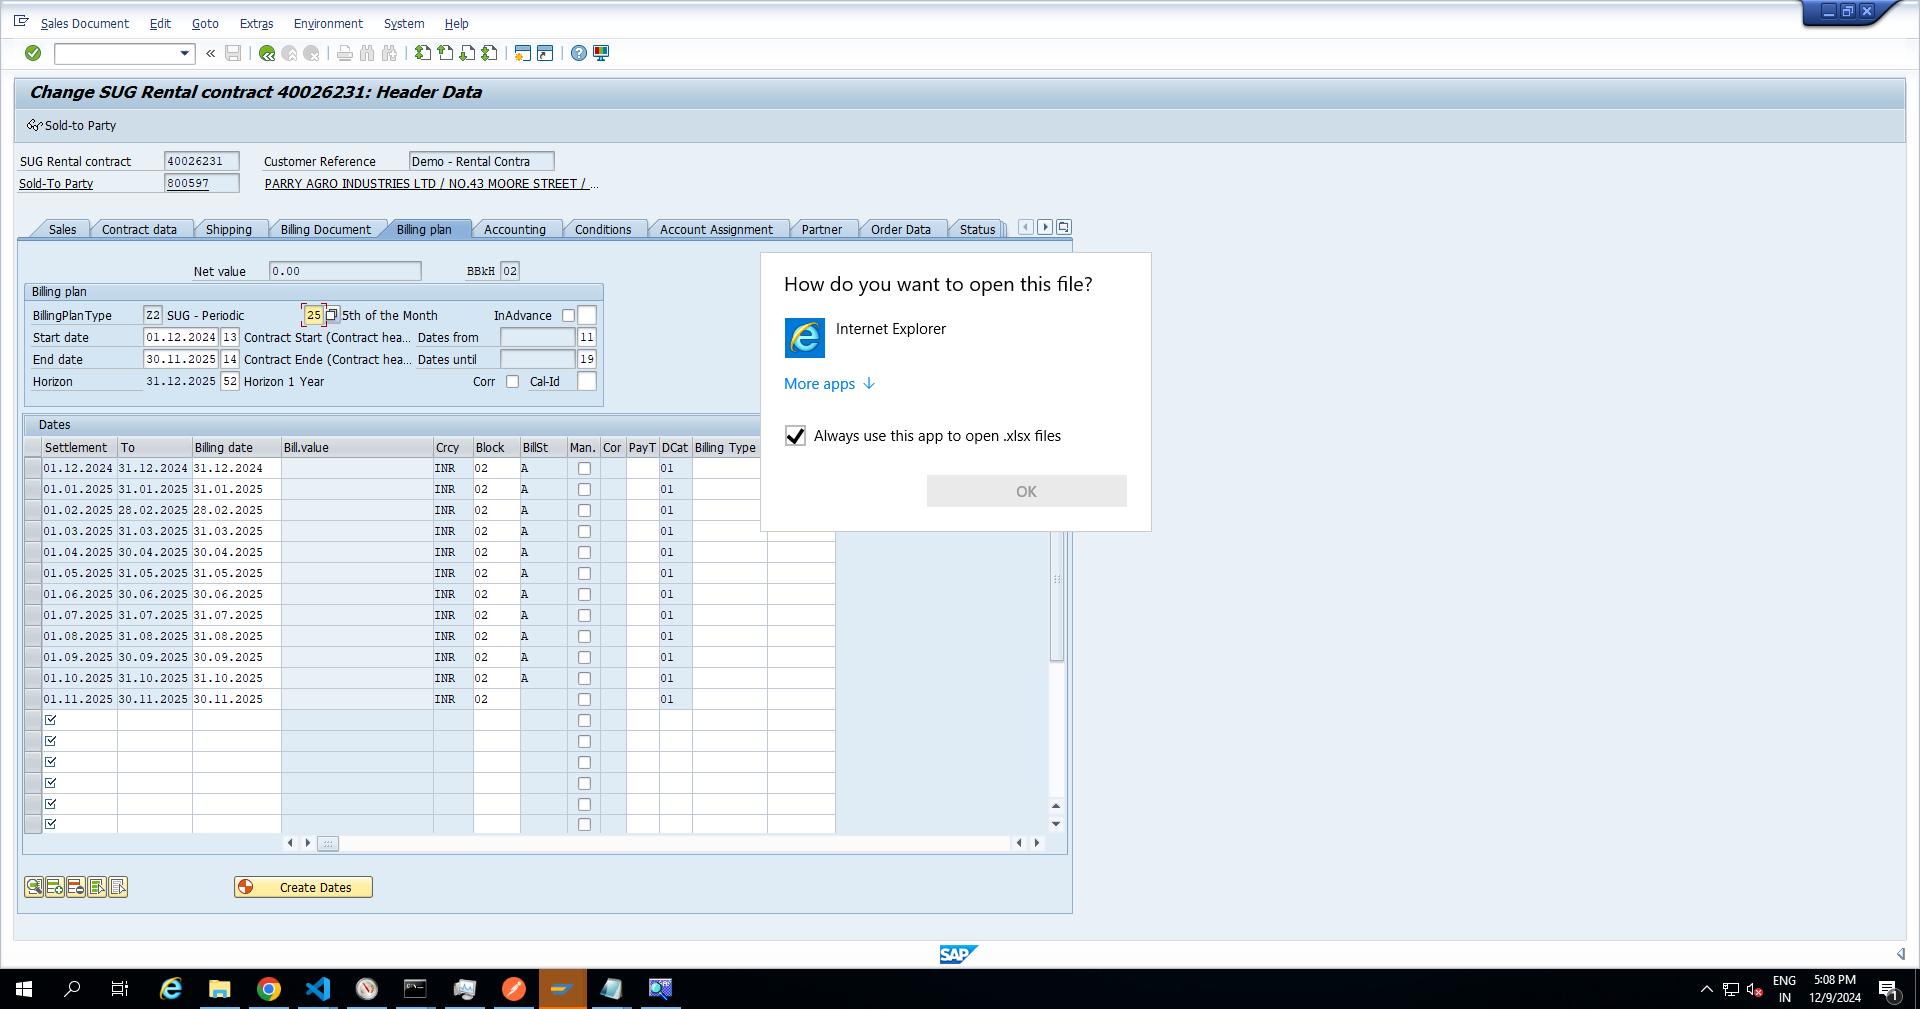 Sales Document Edit Goto Extras Environment System Help
Change SUG Rental contract 40026231: Header Data
Sold-to Party
SUG Rental contract 40026231 Customer Reference Demo - Rental Contra
Sold-To Party 800597 PARRY AGRO INDUSTRIES LTD / NO.43 MOORE STREET / ...
Sales Contract data Shipping Billing Document Billing plan Accounting Conditions Account Assignment Partner Order Data Status
Net value 0.00 BBkH 02
Billing plan
BillingPlanType Z2 SUG - Periodic 25 5th of the Month InAdvance
Start date 01.12.2024 13 Contract Start (Contract hea... Dates from 11
End date 30.11.2025 14 Contract Ende (Contract hea... Dates until 19
Horizon 31.12.2025 52 Horizon 1 Year Corr Cal-Id
Dates
Settlement To Billing date Bill.value Crcy Block BillSt Man. Cor PayT DCat Billing Type
01.12.2024 31.12.2024 31.12.2024 INR 02 A 01
01.01.2025 31.01.2025 31.01.2025 INR 02 A 01
01.02.2025 28.02.2025 28.02.2025 INR 02 A 01
01.03.2025 31.03.2025 31.03.2025 INR 02 A 01
01.04.2025 30.04.2025 30.04.2025 INR 02 A 01
01.05.2025 31.05.2025 31.05.2025 INR 02 A 01
01.06.2025 30.06.2025 30.06.2025 INR 02 A 01
01.07.2025 31.07.2025 31.07.2025 INR 02 A 01
01.08.2025 31.08.2025 31.08.2025 INR 02 A 01
01.09.2025 30.09.2025 30.09.2025 INR 02 A 01
01.10.2025 31.10.2025 31.10.2025 INR 02 A 01
01.11.2025 30.11.2025 30.11.2025 INR 02 01
Create Dates
How do you want to open this file?
Internet Explorer
More apps
Always use this app to open .xlsx files
OK
SAP
ENG
IN
5:08 PM
12/9/2024
1